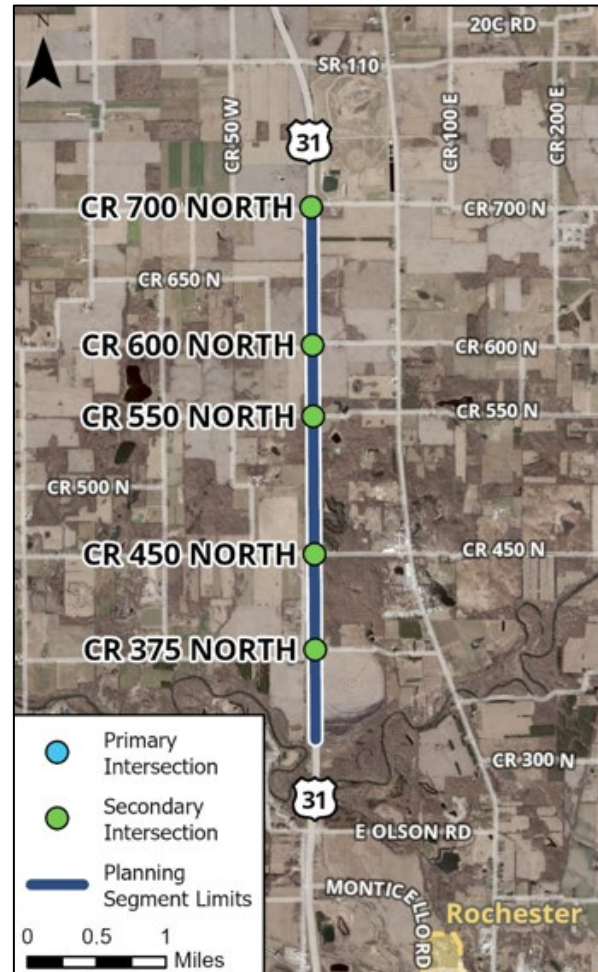 N
20C RD
SR 110
CR 50 W
CR 100 E
CR 200 E
31
CR 700 NORTH
CR 700 N
CR 650 N
CR 600 NORTH
CR 600 N
CR 550 NORTH
CR 550 N
CR 500 N
CR 450 NORTH
CR 450 N
CR 375 NORTH
CR 300 N
31
E OLSON RD
MONTICELLO RD
Rochester
Primary
Intersection
Secondary
Intersection
Planning
Segment Limits
0 0.5 1
Miles